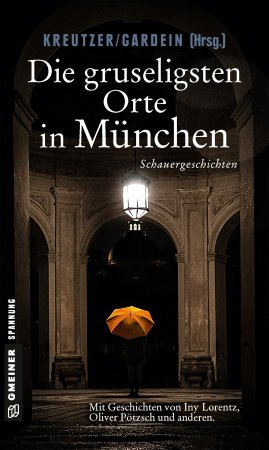 KREUTZER/GARDEIN (Hrsg.)
Die gruseligsten
Orte
in München
Schauergeschichten
Mit Geschichten von Iny Lorentz,
Oliver Pötzsch und anderen.
GMEINER SPANNUNG